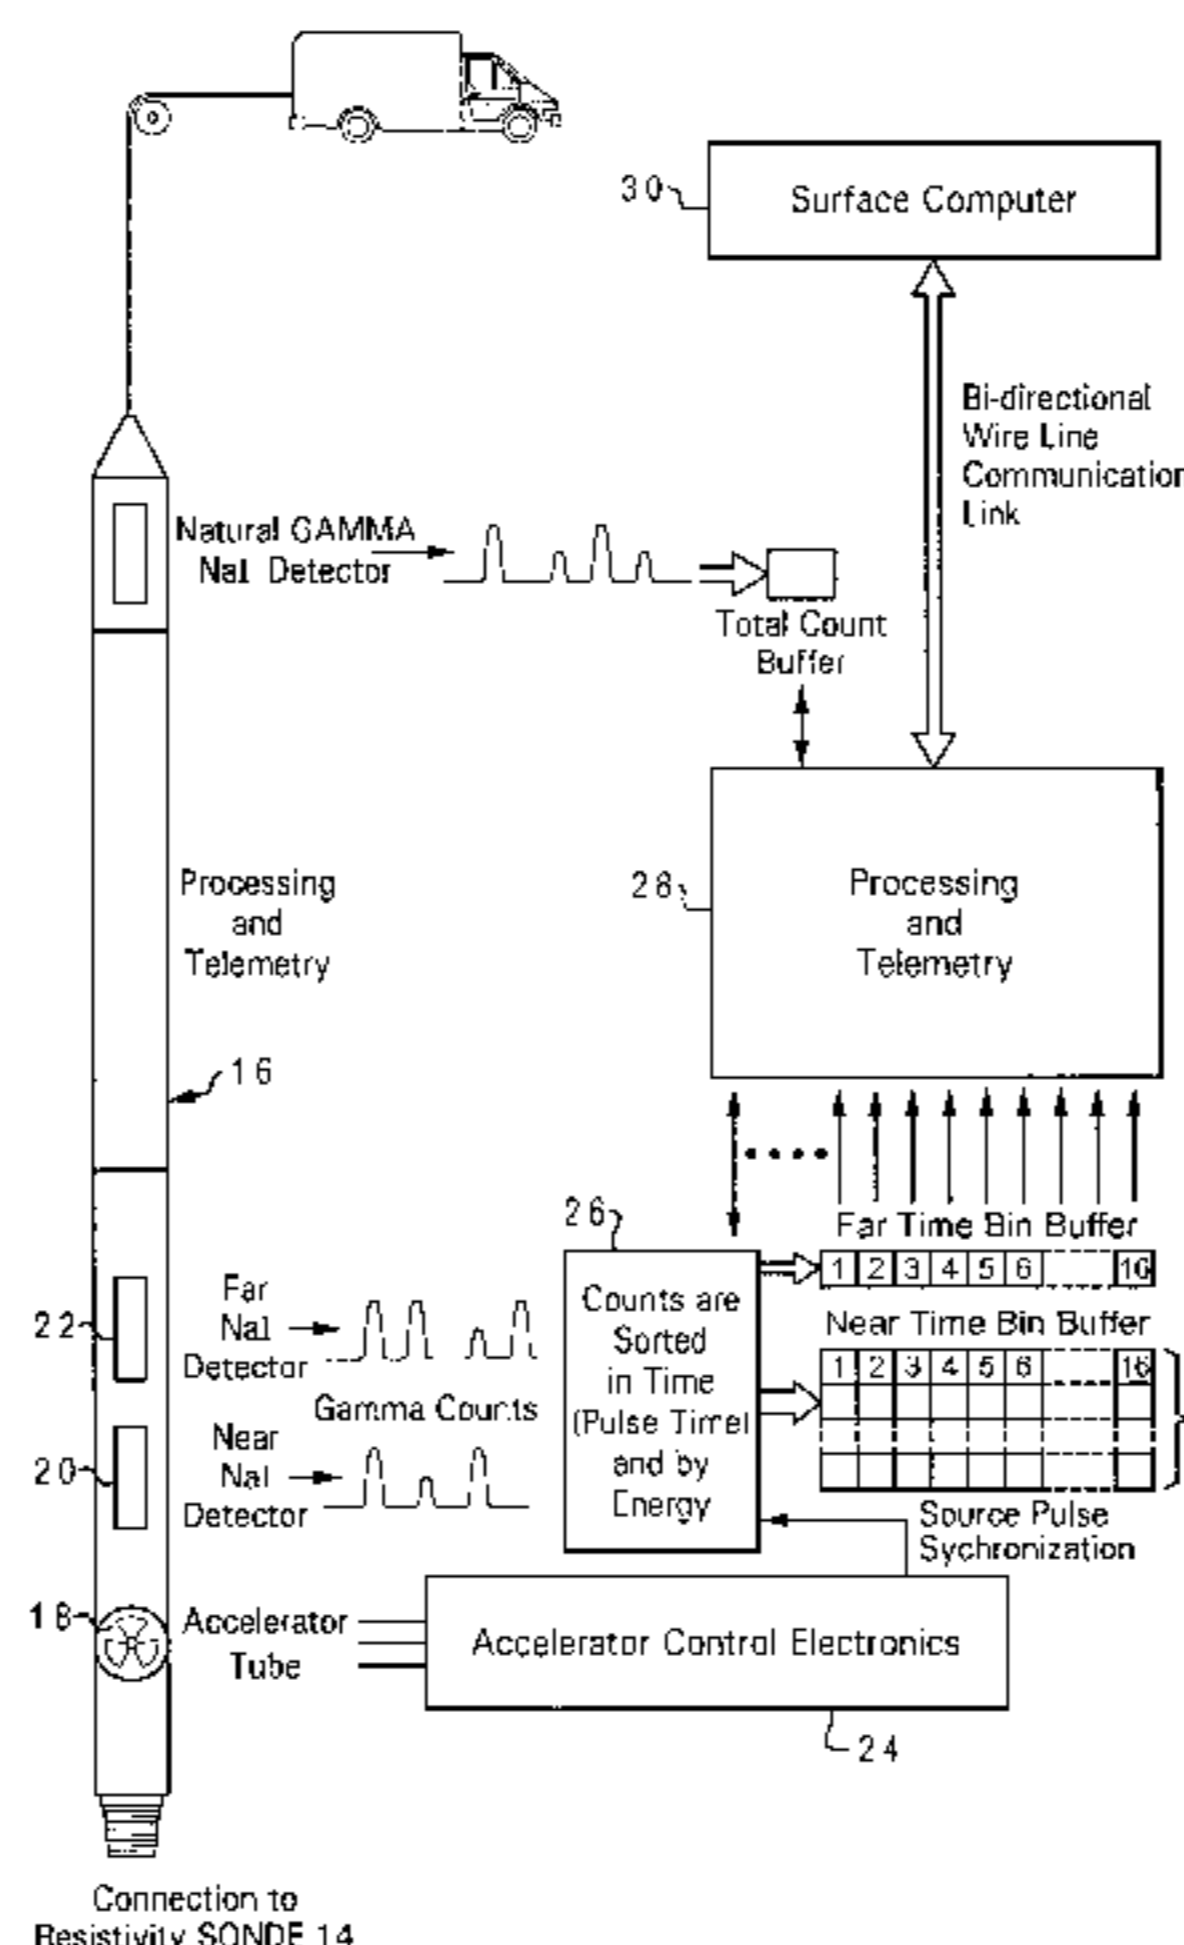 30
Surface Computer
Bi-directional
Wire Line
Communication
Link
Natural GAMMA
NaI Detector
Total Count
Buffer
Processing
and
Telemetry
28
Processing
and
Telemetry
16
26
Far Time Bin Buffer
1 2 3 4 5 6 16
Counts are
Sorted
in Time
(Pulse Time)
and by
Energy
Near Time Bin Buffer
1 2 3 4 5 6 16
22
Far
NaI
Detector
Gamma Counts
20
Near
NaI
Detector
Source Pulse
Sychronization
18
Accelerator
Tube
Accelerator Control Electronics
24
Connection to
Resistivity SONDE 14